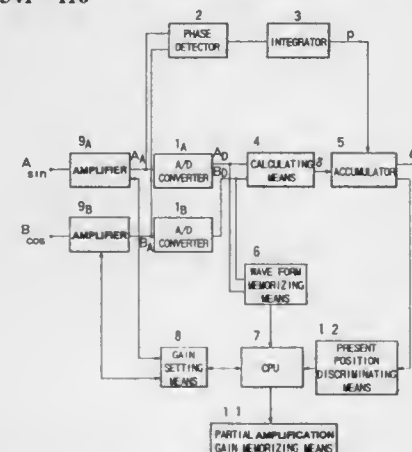 2
PHASE
DETECTOR
3
INTEGRATOR
p
A sin
9A
AMPLIFIER
AA
1A
A/D
CONVERTER
AD
BD
4
CALCULATING
MEANS
δ
5
ACCUMULATOR
B cos
9B
AMPLIFIER
BA
1B
A/D
CONVERTER
6
WAVE FORM
MEMORIZING
MEANS
8
GAIN
SETTING
MEANS
7
CPU
1 2
PRESENT
POSITION
DISCRIMINATING
MEANS
1 1
PARTIAL AMPLIFICATION
GAIN MEMORIZING MEANS